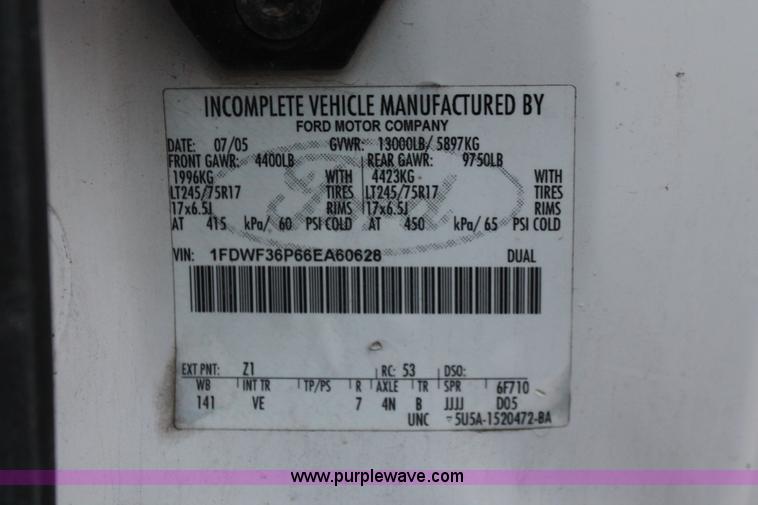 INCOMPLETE VEHICLE MANUFACTURED BY
FORD MOTOR COMPANY
DATE: 07/05 GVWR: 13000LB/ 5897KG
FRONT GAWR: 4400LB REAR GAWR: 9750LB
1996KG WITH 4423KG WITH
LT245/75R17 TIRES LT245/75R17 TIRES
17x6.5J RIMS 17x6.5J RIMS
AT 415 kPa/ 60 PSI COLD AT 450 kPa/ 65 PSI COLD
VIN: 1FDWF36P66EA60628 DUAL
EXT PNT: Z1 RC: 53 DSO:
WB INT TR TP/PS R AXLE TR SPR 6F710
141 VE 7 4N B JJJJ D05
UNC 5U5A-1520472-BA
www.purplewave.com